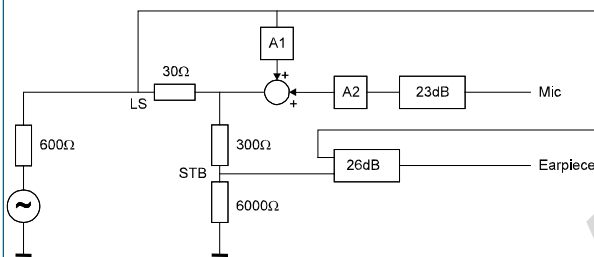 A1
+
30Ω
LS
+
A2
23dB
Mic
600Ω
300Ω
STB
26dB
Earpiece
~
6000Ω